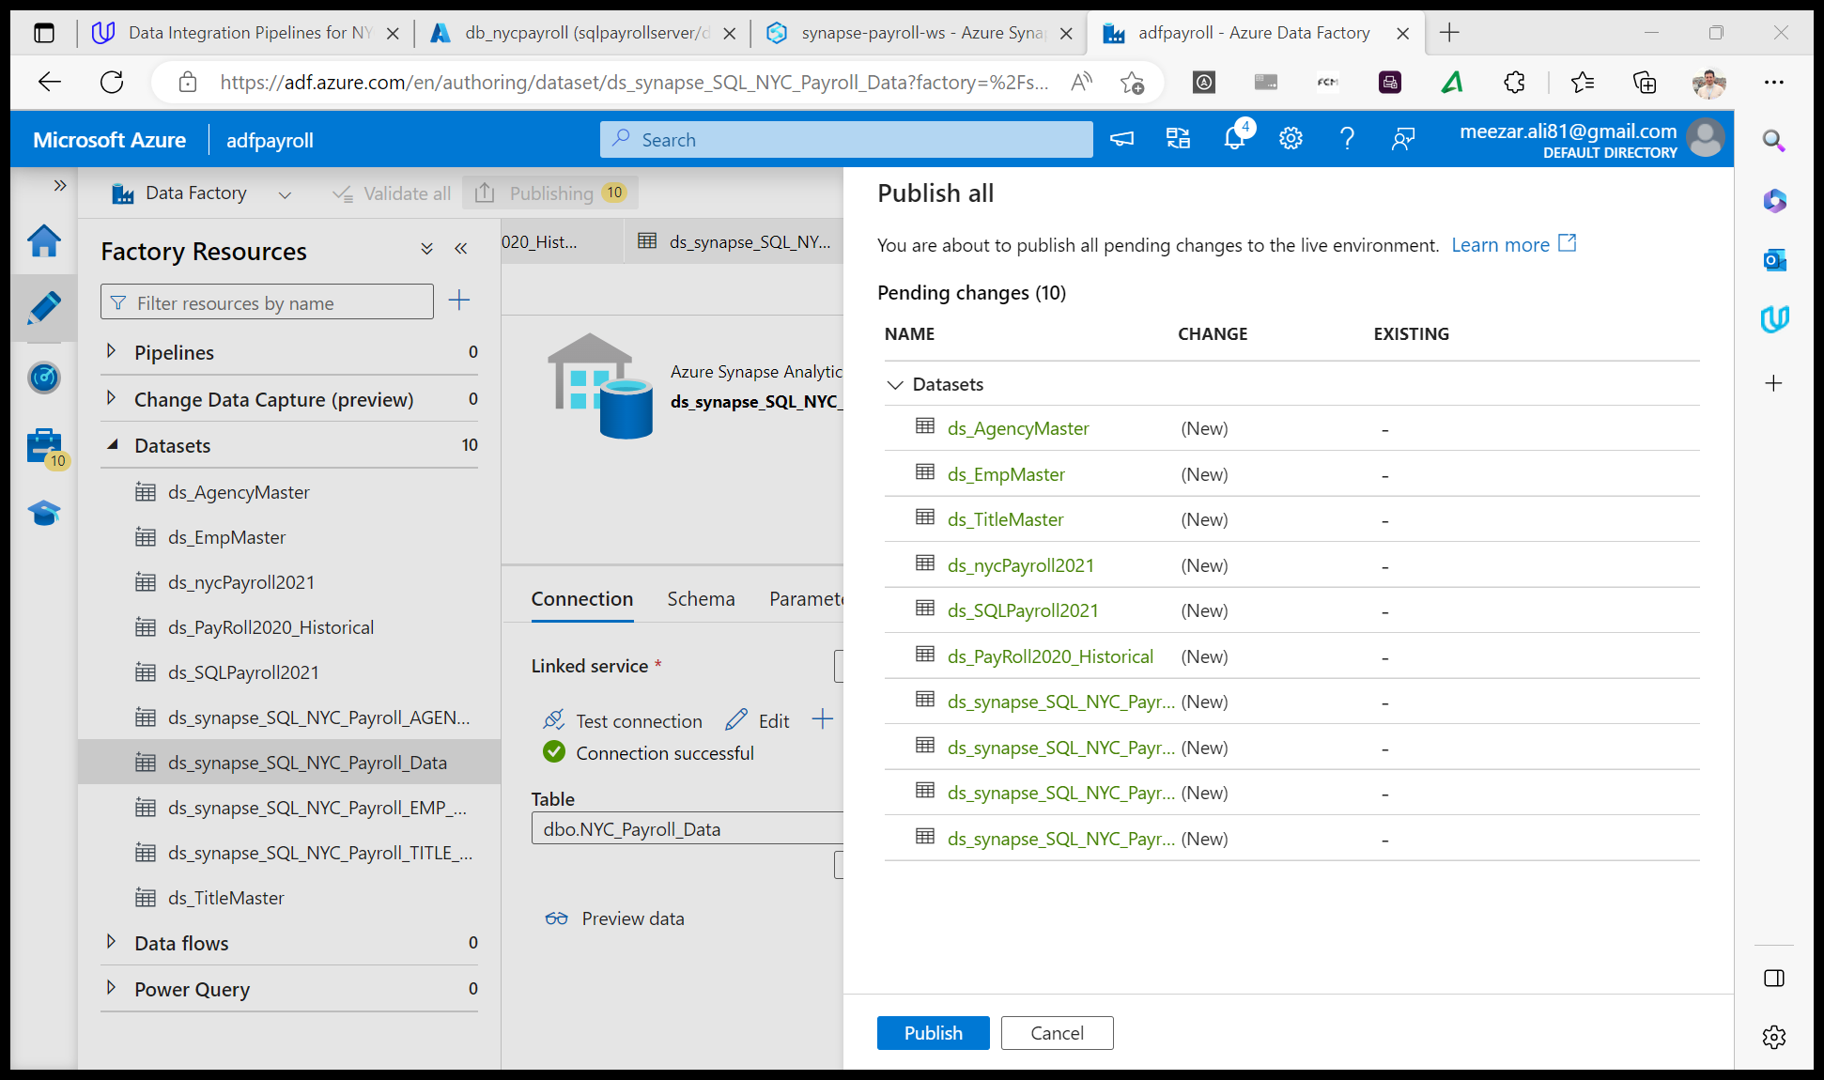 Data Integration Pipelines for NY
db_nycpayroll (sqlpayrollserver/d
synapse-payroll-ws - Azure Syna
adfpayroll - Azure Data Factory
https://adf.azure.com/en/authoring/dataset/ds_synapse_SQL_NYC_Payroll_Data?factory=%2Fs...
FCM
Microsoft Azure
adfpayroll
Search
4
meezar.ali81@gmail.com
DEFAULT DIRECTORY
Data Factory
Validate all
Publishing 10
Factory Resources
Filter resources by name
Pipelines 0
Change Data Capture (preview) 0
Datasets 10
10
ds_AgencyMaster
ds_EmpMaster
ds_nycPayroll2021
ds_PayRoll2020_Historical
ds_SQLPayroll2021
ds_synapse_SQL_NYC_Payroll_AGEN...
ds_synapse_SQL_NYC_Payroll_Data
ds_synapse_SQL_NYC_Payroll_EMP_...
ds_synapse_SQL_NYC_Payroll_TITLE_...
ds_TitleMaster
Data flows 0
Power Query 0
020_Hist...
ds_synapse_SQL_NY...
Azure Synapse Analytic
ds_synapse_SQL_NYC_
Connection
Schema
Paramet
Linked service *
Test connection
Edit
Connection successful
Table
dbo.NYC_Payroll_Data
Preview data
Publish all
You are about to publish all pending changes to the live environment. Learn more
Pending changes (10)
NAME CHANGE EXISTING
Datasets
ds_AgencyMaster (New) -
ds_EmpMaster (New) -
ds_TitleMaster (New) -
ds_nycPayroll2021 (New) -
ds_SQLPayroll2021 (New) -
ds_PayRoll2020_Historical (New) -
ds_synapse_SQL_NYC_Payr... (New) -
ds_synapse_SQL_NYC_Payr... (New) -
ds_synapse_SQL_NYC_Payr... (New) -
ds_synapse_SQL_NYC_Payr... (New) -
Publish
Cancel